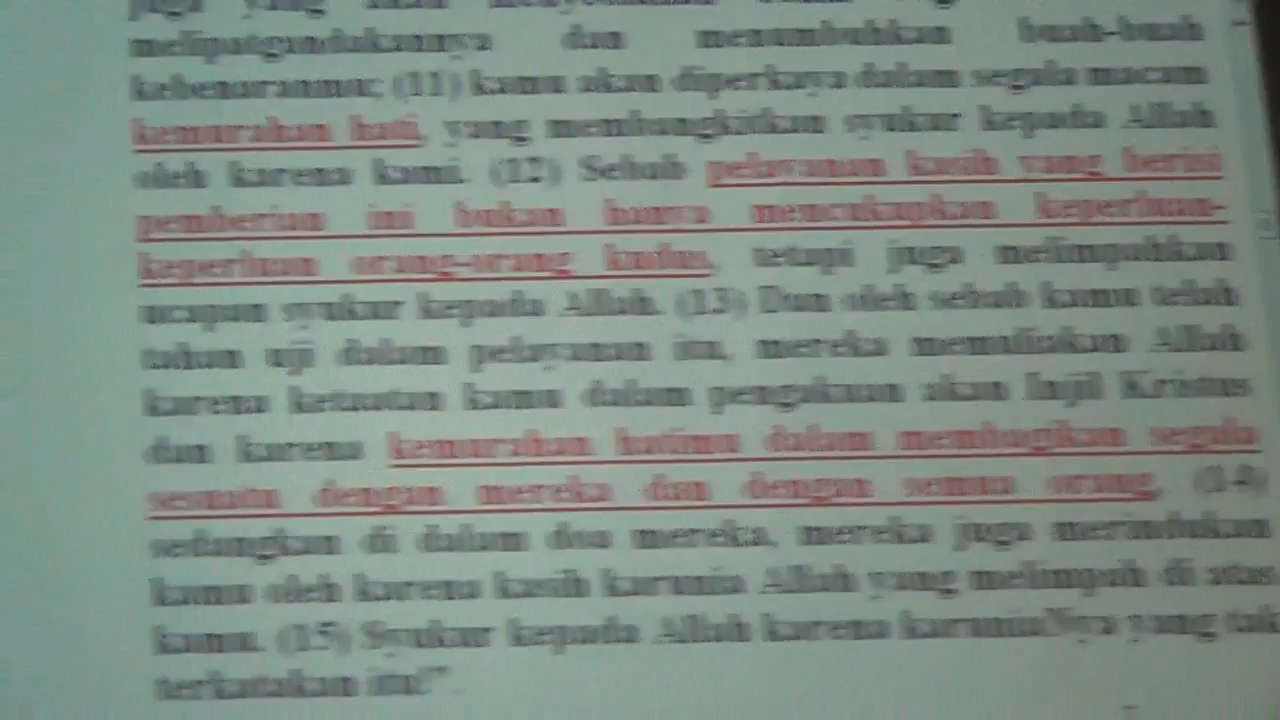 juga yang akan
melipatgandakannya dan menumbuhkan buah-buah
kebenaranmu; (11) kamu akan diperkaya dalam segala macam
kemurahan hati, yang membangkitkan syukur kepada Allah
oleh karena kami. (12) Sebab pelayanan kasih yang berisi
pemberian ini bukan hanya mencukapkan keperluan-
keperluan orang-orang kudus, tetapi juga melimpahkan
ucapan syukur kepada Allah. (13) Dan oleh sebab kamu telah
tahan uji dalam pelayanan itu, mereka memuliakan Allah
karena ketaatan kamu dalam pengakuan akan Injil Kristus
dan karena kemurahan hatimu dalam membagikan segala
sesuatu dengan mereka dan dengan semua orang, (14)
sedangkan di dalam doa mereka, mereka juga merindukan
kamu oleh karena kasih karunia Allah yang melimpah di atas
kamu. (15) Syukur kepada Allah karena karuniaNya yang tak
terkatakan itu!".